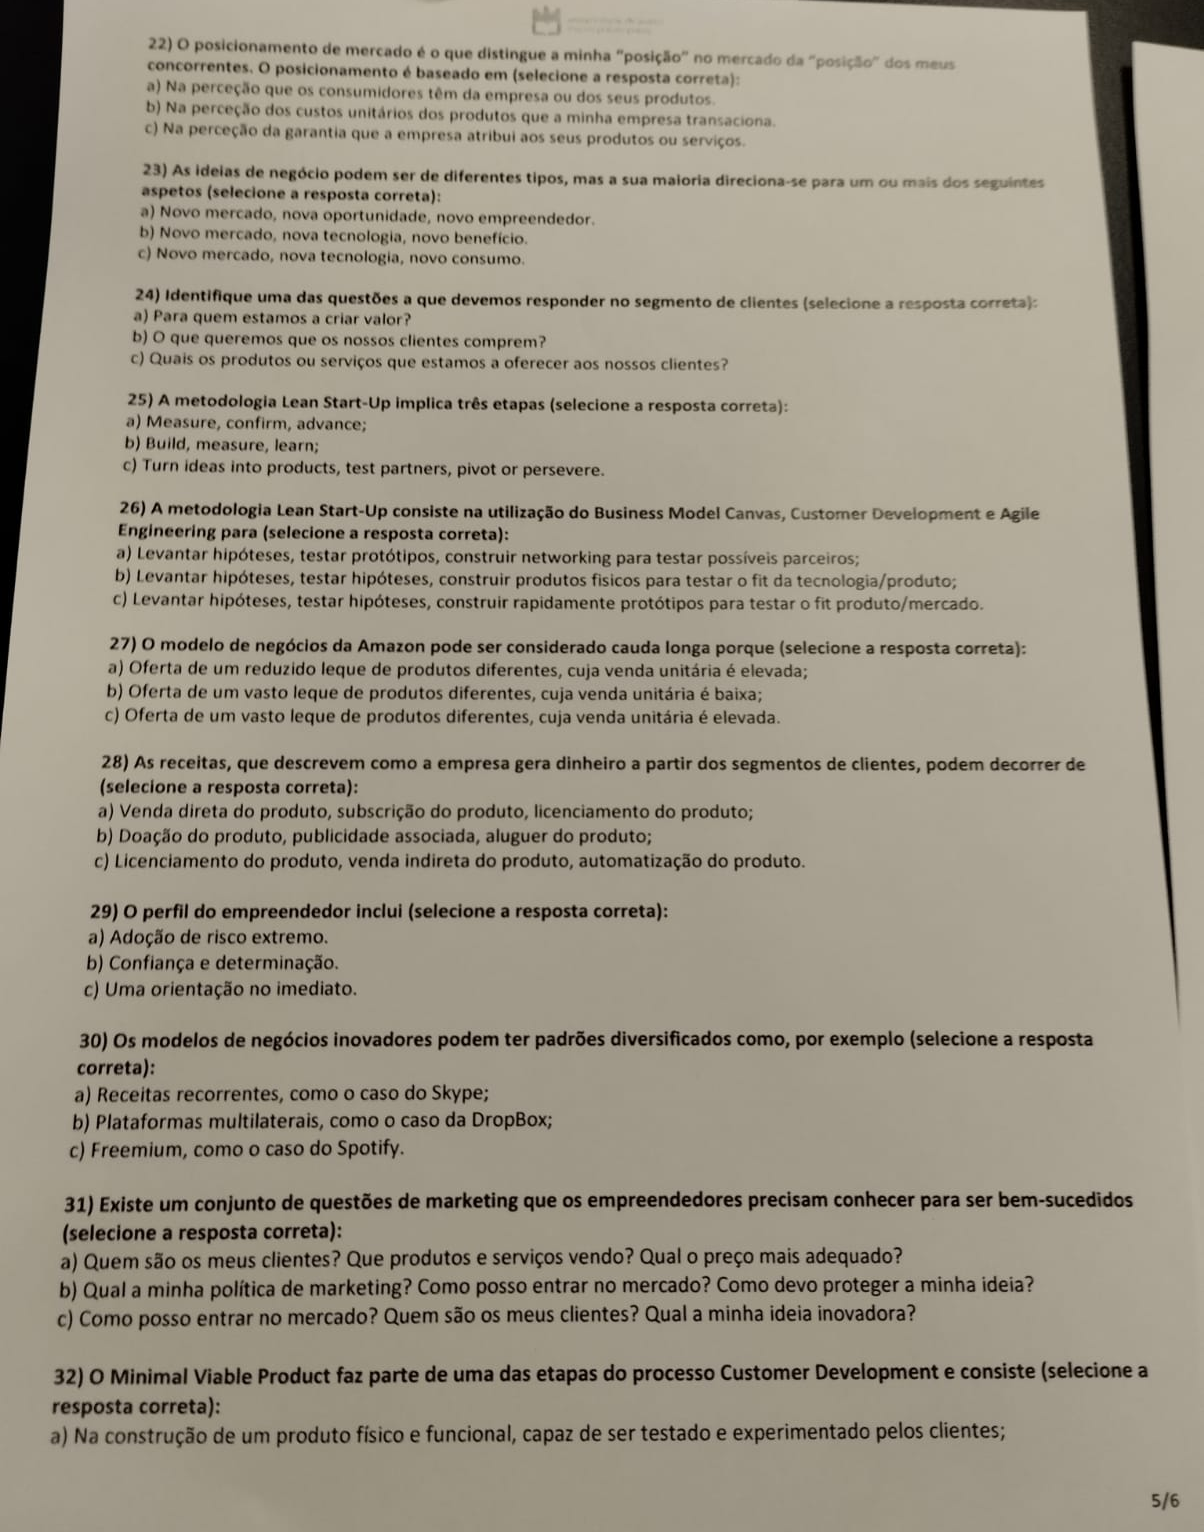 22) O posicionamento de mercado é o que distingue a minha "posição" no mercado da "posição" dos meus
concorrentes. O posicionamento é baseado em (selecione a resposta correta):
a) Na perceção que os consumidores têm da empresa ou dos seus produtos.
b) Na perceção dos custos unitários dos produtos que a minha empresa transaciona.
c) Na perceção da garantia que a empresa atribui aos seus produtos ou serviços.
23) As ideias de negócio podem ser de diferentes tipos, mas a sua maioria direciona-se para um ou mais dos seguintes
aspetos (selecione a resposta correta):
a) Novo mercado, nova oportunidade, novo empreendedor.
b) Novo mercado, nova tecnologia, novo benefício.
c) Novo mercado, nova tecnologia, novo consumo.
24) Identifique uma das questões a que devemos responder no segmento de clientes (selecione a resposta correta):
a) Para quem estamos a criar valor?
b) O que queremos que os nossos clientes comprem?
c) Quais os produtos ou serviços que estamos a oferecer aos nossos clientes?
25) A metodologia Lean Start-Up implica três etapas (selecione a resposta correta):
a) Measure, confirm, advance;
b) Build, measure, learn;
c) Turn ideas into products, test partners, pivot or persevere.
26) A metodologia Lean Start-Up consiste na utilização do Business Model Canvas, Customer Development e Agile
Engineering para (selecione a resposta correta):
a) Levantar hipóteses, testar protótipos, construir networking para testar possíveis parceiros;
b) Levantar hipóteses, testar hipóteses, construir produtos fisicos para testar o fit da tecnologia/produto;
c) Levantar hipóteses, testar hipóteses, construir rapidamente protótipos para testar o fit produto/mercado.
27) O modelo de negócios da Amazon pode ser considerado cauda longa porque (selecione a resposta correta):
a) Oferta de um reduzido leque de produtos diferentes, cuja venda unitária é elevada;
b) Oferta de um vasto leque de produtos diferentes, cuja venda unitária é baixa;
c) Oferta de um vasto leque de produtos diferentes, cuja venda unitária é elevada.
28) As receitas, que descrevem como a empresa gera dinheiro a partir dos segmentos de clientes, podem decorrer de
(selecione a resposta correta):
a) Venda direta do produto, subscrição do produto, licenciamento do produto;
b) Doação do produto, publicidade associada, aluguer do produto;
c) Licenciamento do produto, venda indireta do produto, automatização do produto.
29) O perfil do empreendedor inclui (selecione a resposta correta):
a) Adoção de risco extremo.
b) Confiança e determinação.
c) Uma orientação no imediato.
30) Os modelos de negócios inovadores podem ter padrões diversificados como, por exemplo (selecione a resposta
correta):
a) Receitas recorrentes, como o caso do Skype;
b) Plataformas multilaterais, como o caso da DropBox;
c) Freemium, como o caso do Spotify.
31) Existe um conjunto de questões de marketing que os empreendedores precisam conhecer para ser bem-sucedidos
(selecione a resposta correta):
a) Quem são os meus clientes? Que produtos e serviços vendo? Qual o preço mais adequado?
b) Qual a minha política de marketing? Como posso entrar no mercado? Como devo proteger a minha ideia?
c) Como posso entrar no mercado? Quem são os meus clientes? Qual a minha ideia inovadora?
32) O Minimal Viable Product faz parte de uma das etapas do processo Customer Development e consiste (selecione a
resposta correta):
a) Na construção de um produto físico e funcional, capaz de ser testado e experimentado pelos clientes;
5/6